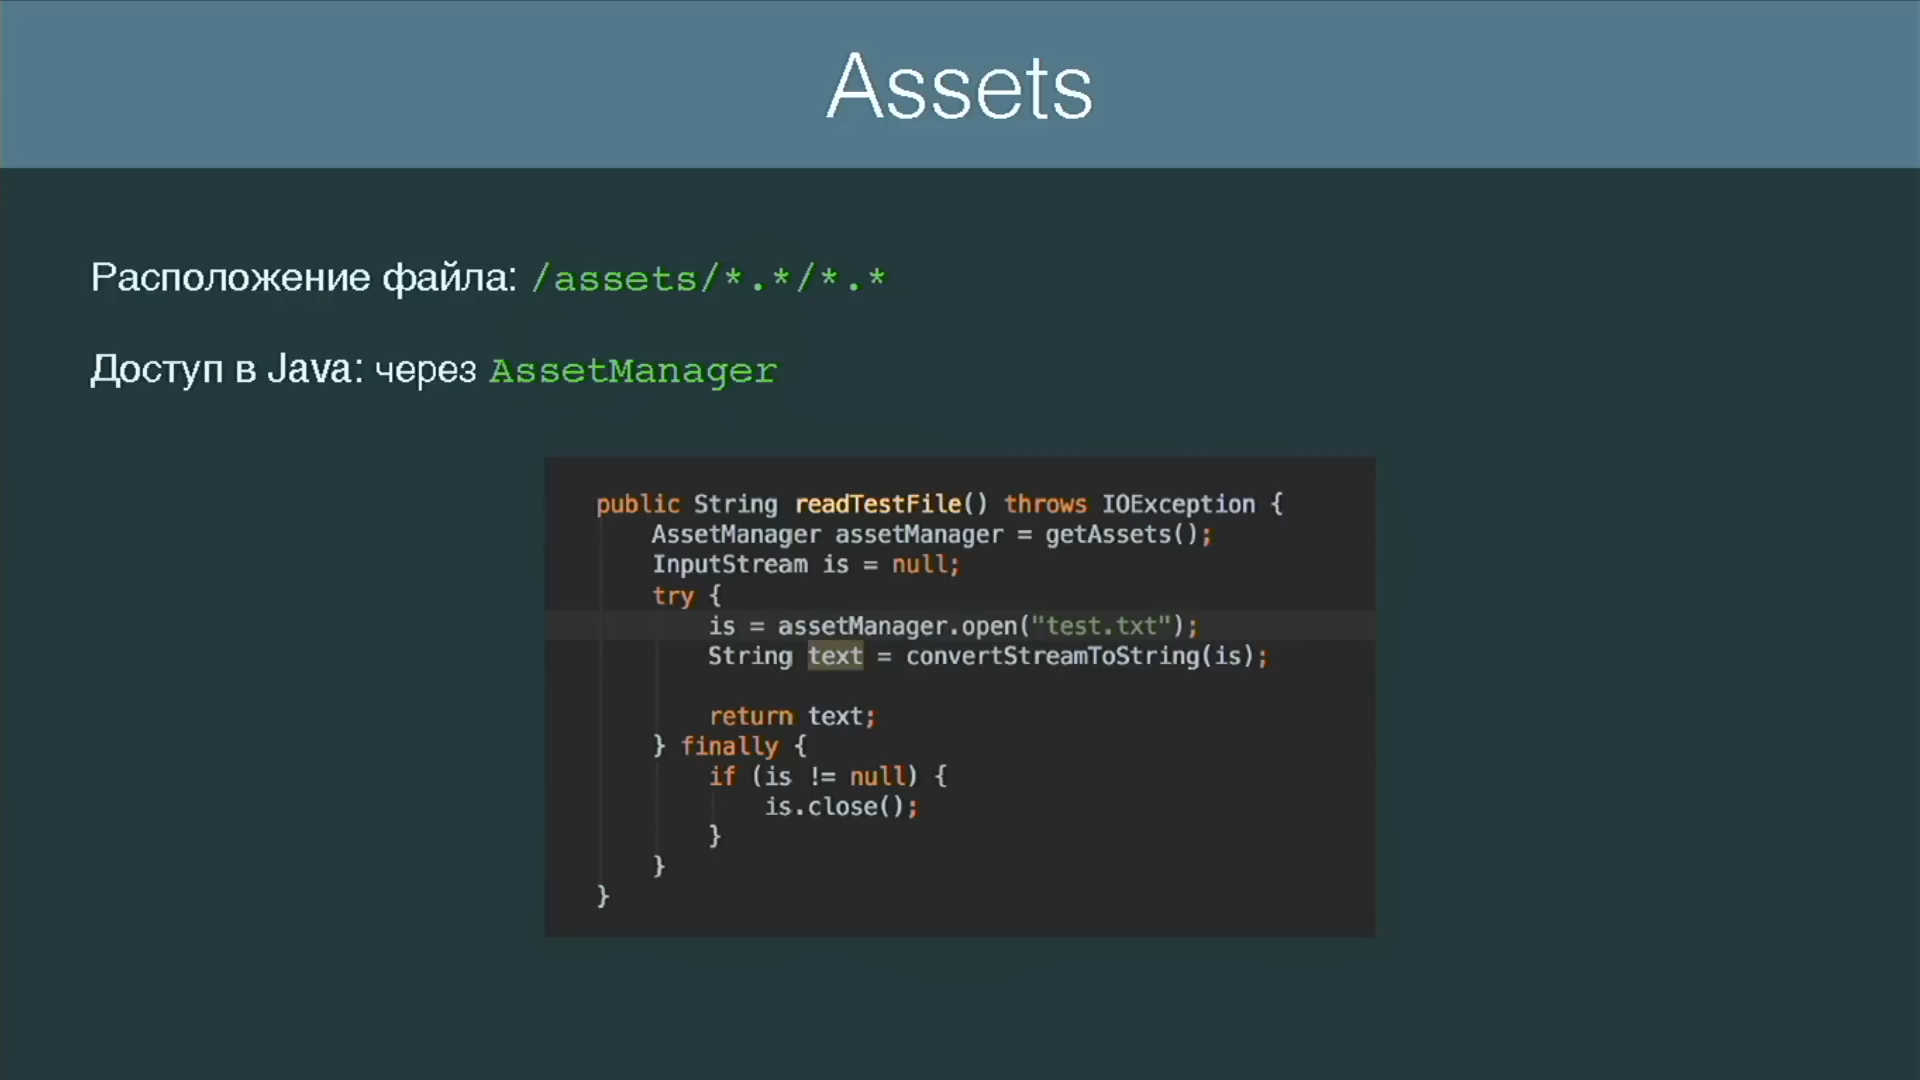 Assets
Расположение файла: /assets/*.*/*.*
Доступ в Java: через AssetManager
public String readTestFile() throws IOException {
    AssetManager assetManager = getAssets();
    InputStream is = null;
    try {
        is = assetManager.open("test.txt");
        String text = convertStreamToString(is);

        return text;
    } finally {
        if (is != null) {
            is.close();
        }
    }
}